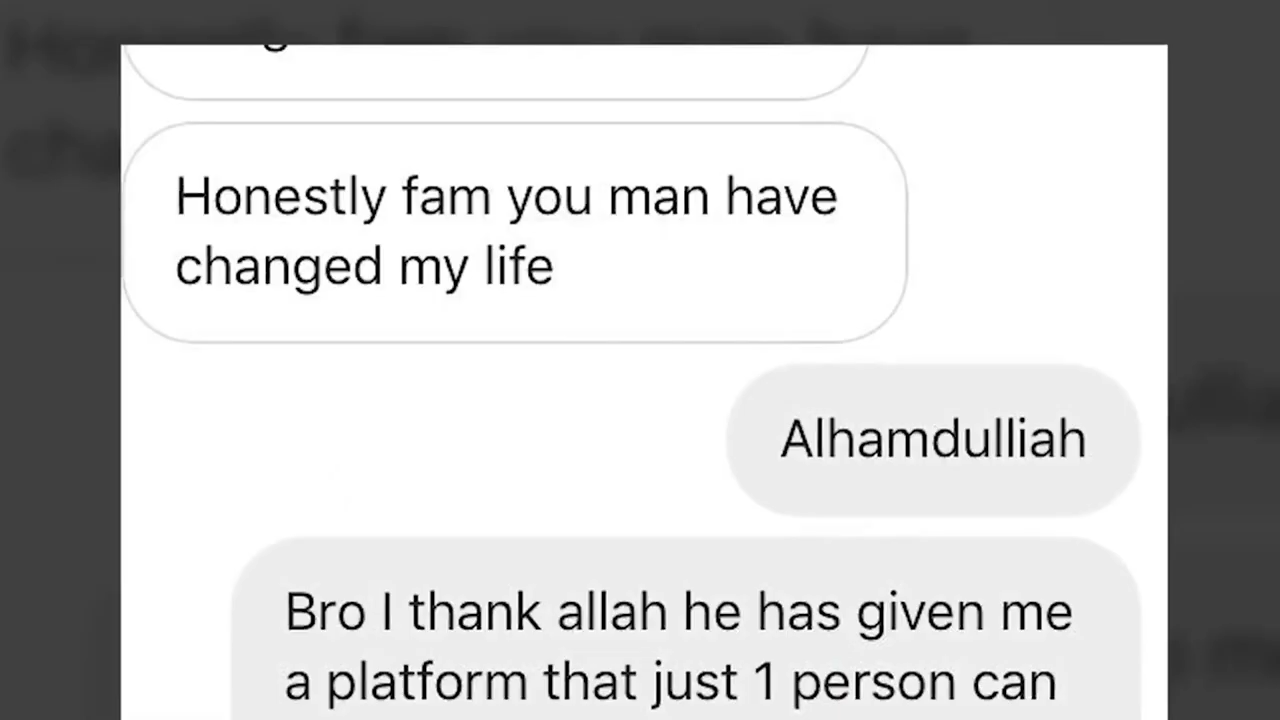 Honestly fam you man have
changed my life
Alhamdulliah
Bro I thank allah he has given me
a platform that just 1 person can